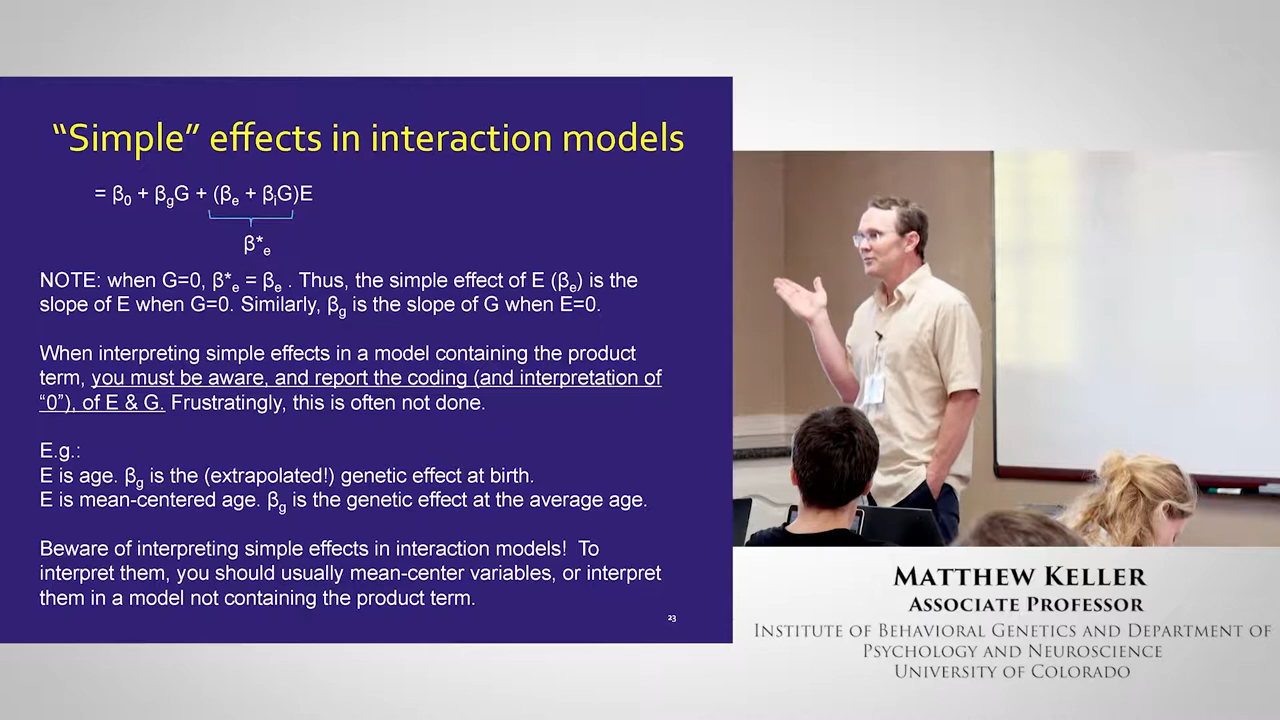 “Simple” effects in interaction models
= β0 + βgG + (βe + βiG)E
β*e
NOTE: when G=0, β*e = βe . Thus, the simple effect of E (βe) is the
slope of E when G=0. Similarly, βg is the slope of G when E=0.
When interpreting simple effects in a model containing the product
term, you must be aware, and report the coding (and interpretation of
“0”), of E & G. Frustratingly, this is often not done.
E.g.:
E is age. βg is the (extrapolated!) genetic effect at birth.
E is mean-centered age. βg is the genetic effect at the average age.
Beware of interpreting simple effects in interaction models! To
interpret them, you should usually mean-center variables, or interpret
them in a model not containing the product term.
23
MATTHEW KELLER
ASSOCIATE PROFESSOR
INSTITUTE OF BEHAVIORAL GENETICS AND DEPARTMENT OF
PSYCHOLOGY AND NEUROSCIENCE
UNIVERSITY OF COLORADO